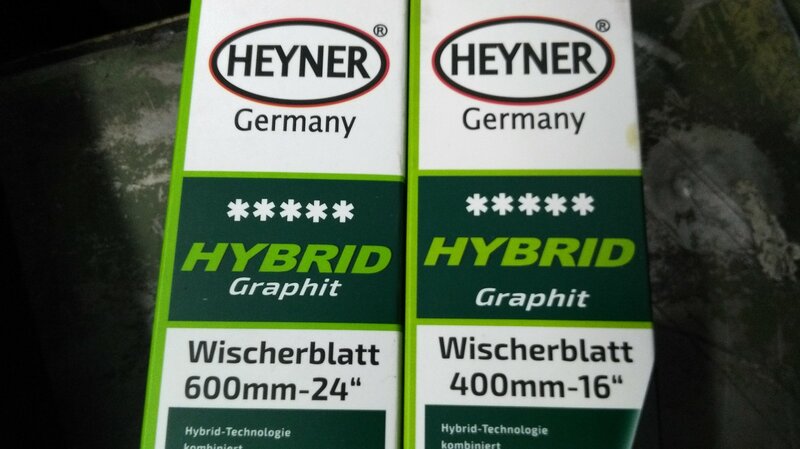 HEYNER®
Germany
*****
HYBRID
Graphit
Wischerblatt
600mm-24“
Hybrid-Technologie
kombiniert
HEYNER®
Germany
*****
HYBRID
Graphit
Wischerblatt
400mm-16“
Hybrid-Technologie
kombiniert